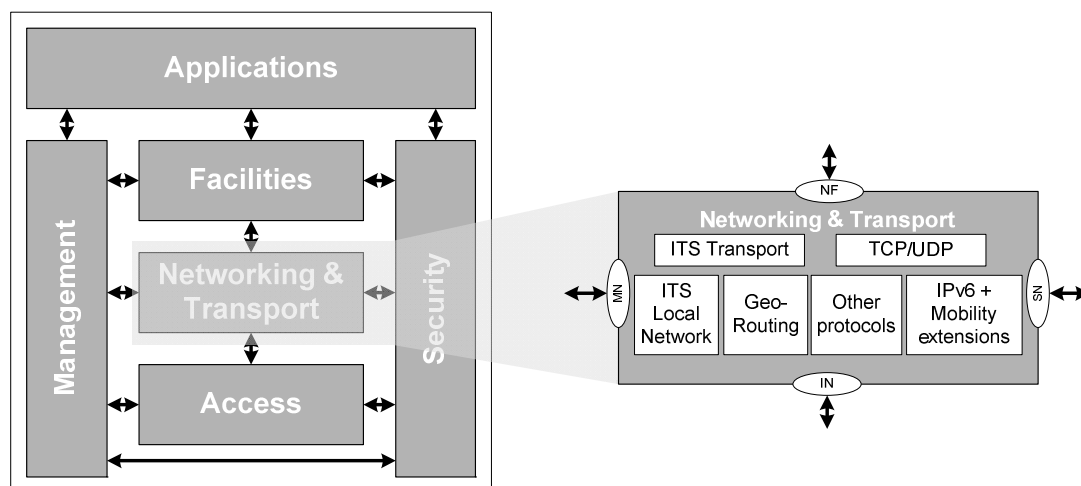 Applications
Facilities
Networking &
Transport
Access
Management
Security
NF
Networking & Transport
ITS Transport
TCP/UDP
MN
SN
ITS
Local
Network
Geo-
Routing
Other
protocols
IPv6 +
Mobility
extensions
IN